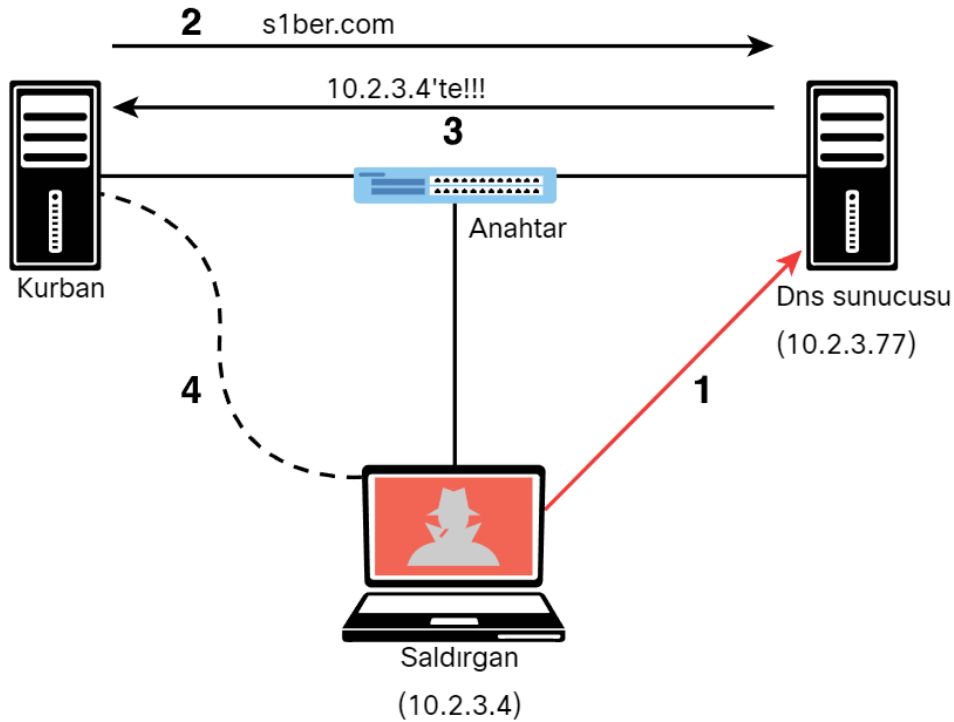 2 s1ber.com
10.2.3.4'te!!!
3
Anahtar
Kurban
Dns sunucusu
(10.2.3.77)
4
1
Saldırgan
(10.2.3.4)